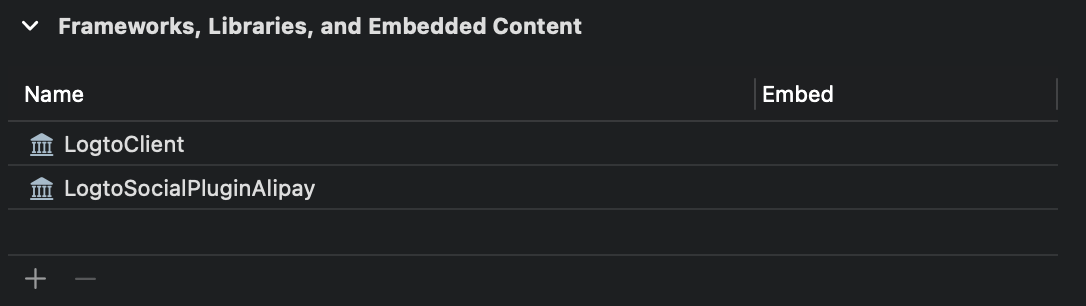 Frameworks, Libraries, and Embedded Content
Name Embed
LogtoClient
LogtoSocialPluginAlipay